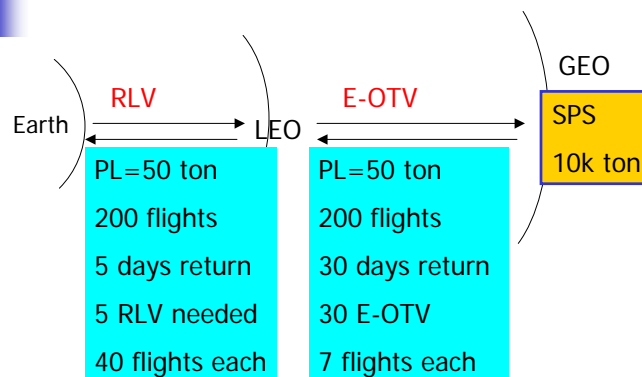 RLV
E-OTV
GEO
Earth
LEO
SPS
10k ton
PL=50 ton
200 flights
5 days return
5 RLV needed
40 flights each
PL=50 ton
200 flights
30 days return
30 E-OTV
7 flights each